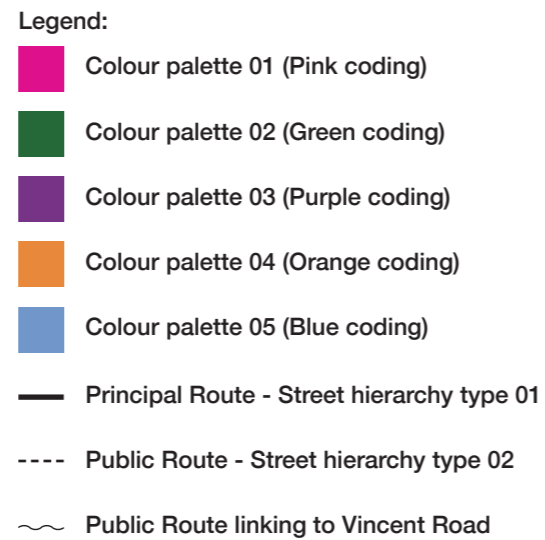 Legend:
Colour palette 01 (Pink coding)
Colour palette 02 (Green coding)
Colour palette 03 (Purple coding)
Colour palette 04 (Orange coding)
Colour palette 05 (Blue coding)
Principal Route - Street hierarchy type 01
Public Route - Street hierarchy type 02
Public Route linking to Vincent Road